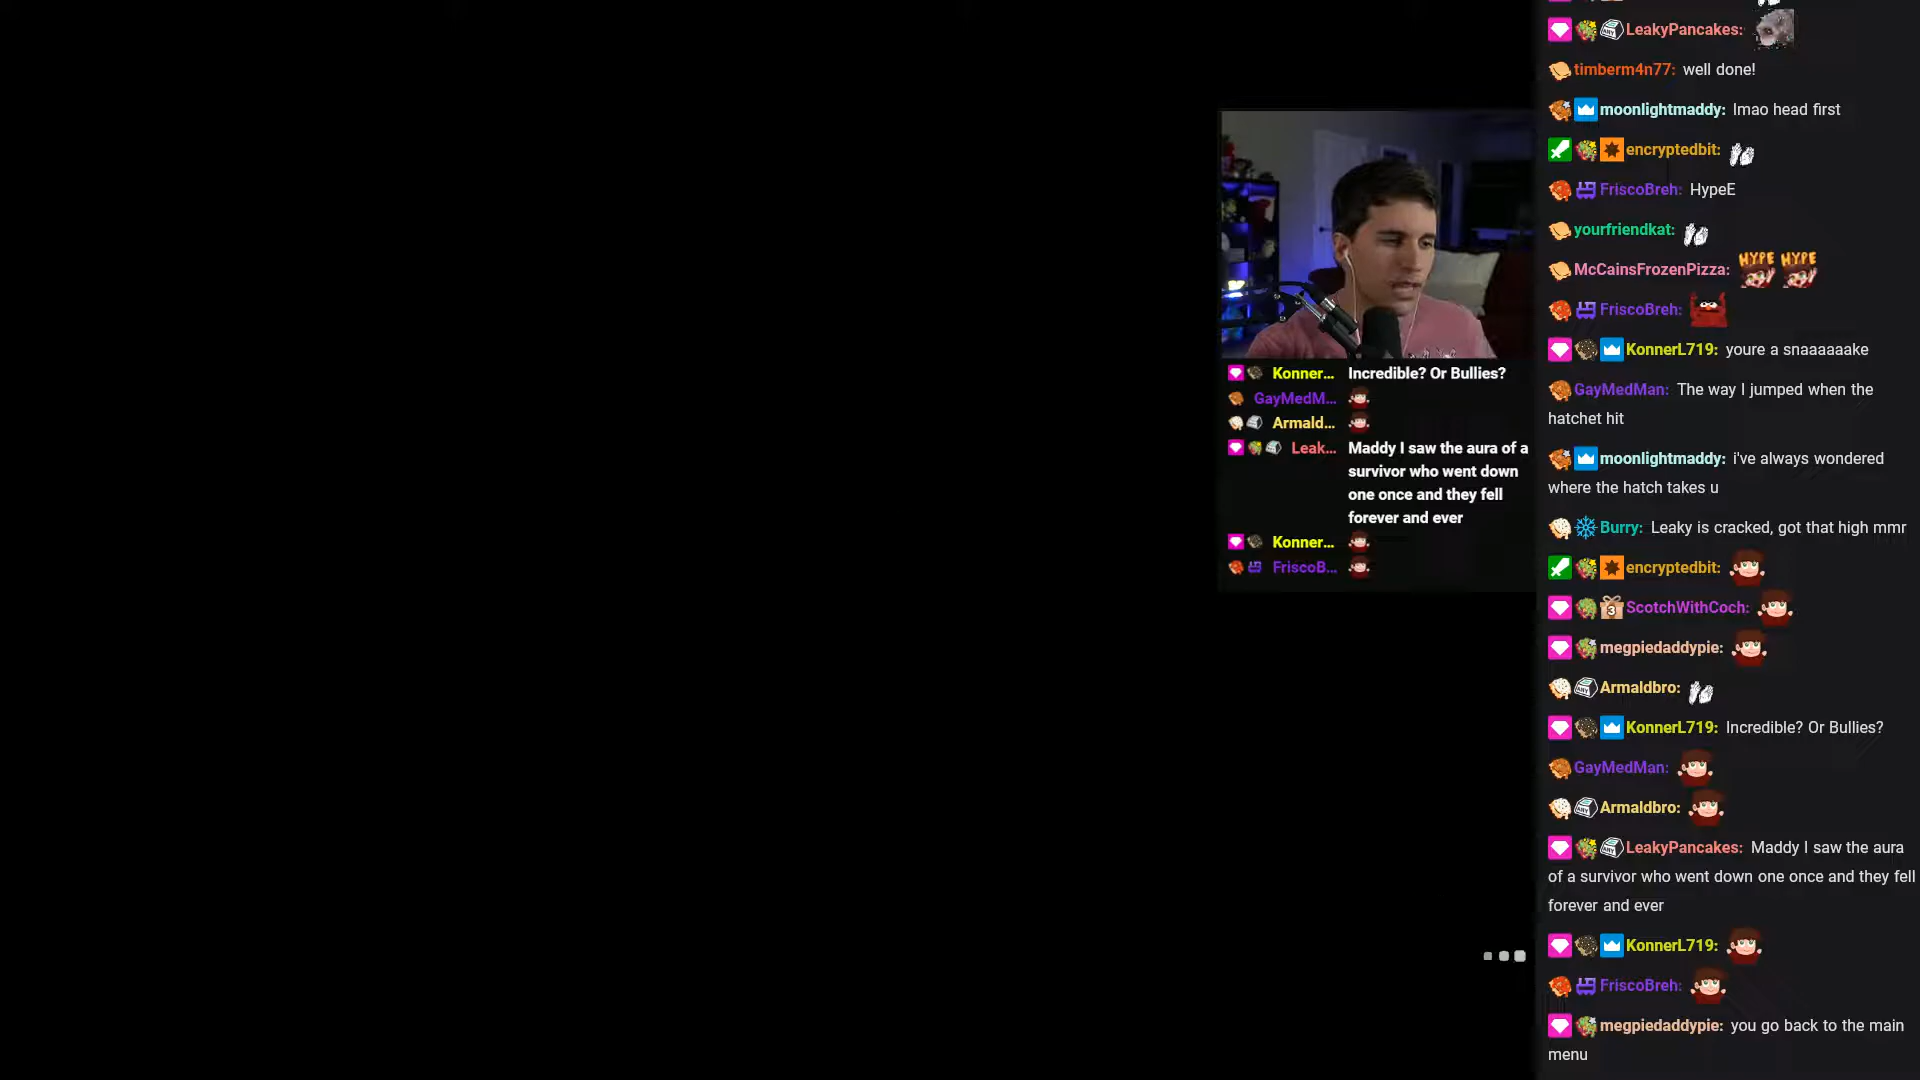 Konner... Incredible? Or Bullies?
GayMedM...
Armald...
Leak... Maddy I saw the aura of a
survivor who went down
one once and they fell
forever and ever
Konner...
FriscoB...
LeakyPancakes:
timberm4n77: well done!
moonlightmaddy: lmao head first
encryptedbit:
FriscoBreh: HypeE
yourfriendkat:
McCainsFrozenPizza: HYPE HYPE
FriscoBreh:
KonnerL719: youre a snaaaaaake
GayMedMan: The way I jumped when the
hatchet hit
moonlightmaddy: i've always wondered
where the hatch takes u
Burry: Leaky is cracked, got that high mmr
encryptedbit:
3 ScotchWithCoch:
megpiedaddypie:
Armaldbro:
KonnerL719: Incredible? Or Bullies?
GayMedMan:
Armaldbro:
LeakyPancakes: Maddy I saw the aura
of a survivor who went down one once and they fell
forever and ever
KonnerL719:
FriscoBreh:
megpiedaddypie: you go back to the main
menu